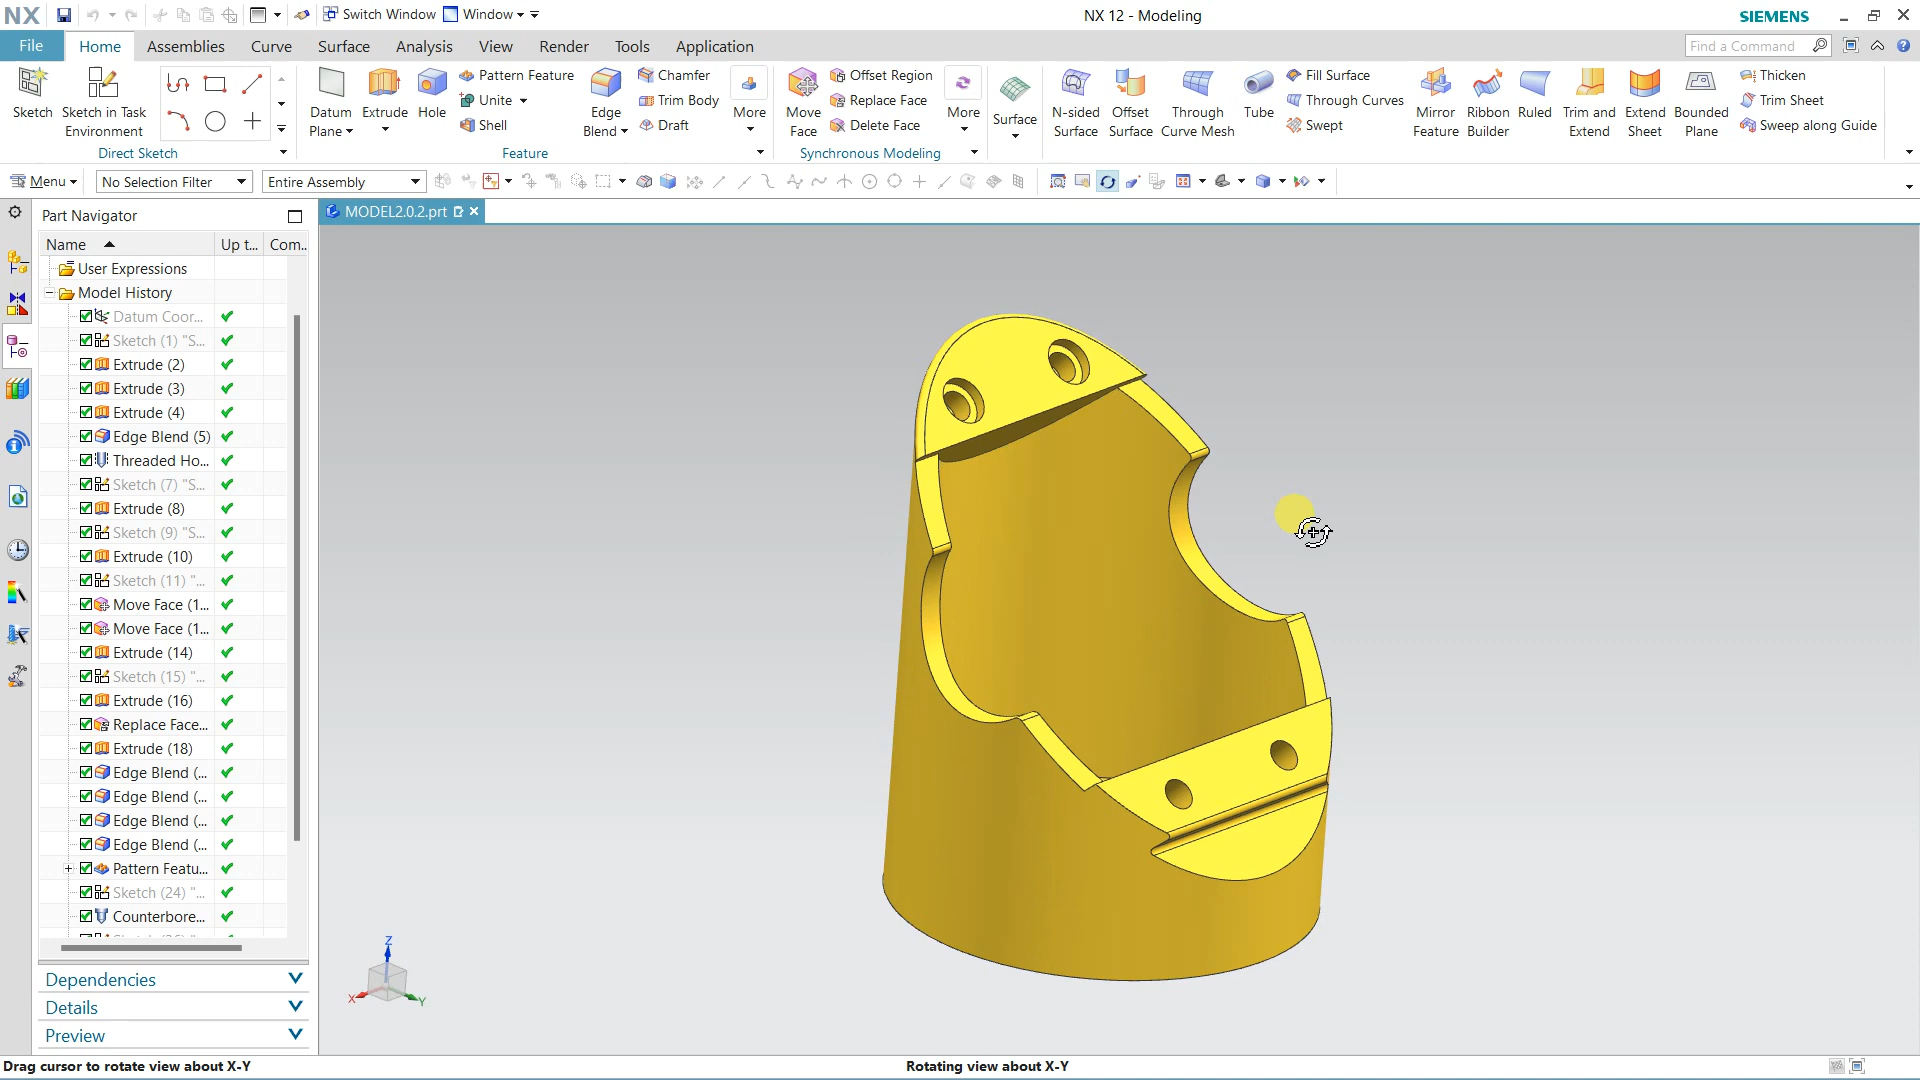 NX Switch Window Window NX 12 - Modeling SIEMENS
File Home Assemblies Curve Surface Analysis View Render Tools Application Find a Command
Sketch
Sketch in Task Environment
Direct Sketch
Datum Plane
Extrude
Hole
Pattern Feature
Unite
Shell
Edge Blend
Chamfer
Trim Body
Draft
More
Feature
Move Face
Offset Region
Replace Face
Delete Face
More
Synchronous Modeling
Surface
N-sided Surface
Offset Surface
Through Curve Mesh
Tube
Fill Surface
Through Curves
Swept
Mirror Feature
Ribbon Builder
Ruled
Trim and Extend
Extend Sheet
Bounded Plane
Thicken
Trim Sheet
Sweep along Guide
Menu No Selection Filter Entire Assembly
Part Navigator MODEL2.0.2.prt
Name Up t... Com...
User Expressions
Model History
Datum Coor...
Sketch (1) "S...
Extrude (2)
Extrude (3)
Extrude (4)
Edge Blend (5)
Threaded Ho...
Sketch (7) "S...
Extrude (8)
Sketch (9) "S...
Extrude (10)
Sketch (11) "...
Move Face (1...
Move Face (1...
Extrude (14)
Sketch (15) "...
Extrude (16)
Replace Face...
Extrude (18)
Edge Blend (...
Edge Blend (...
Edge Blend (...
Edge Blend (...
Pattern Featu...
Sketch (24) "...
Counterbore...
Z
X Y
Dependencies
Details
Preview
Drag cursor to rotate view about X-Y Rotating view about X-Y